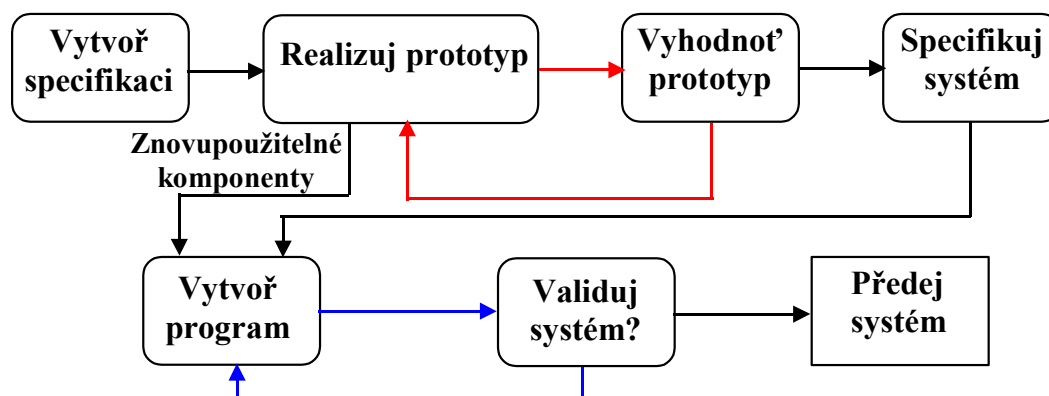 Vytvoř
specifikaci
Realizuj prototyp
Vyhodnoť
prototyp
Specifikuj
systém
Znovupoužitelné
komponenty
Vytvoř
program
Validuj
systém?
Předej
systém